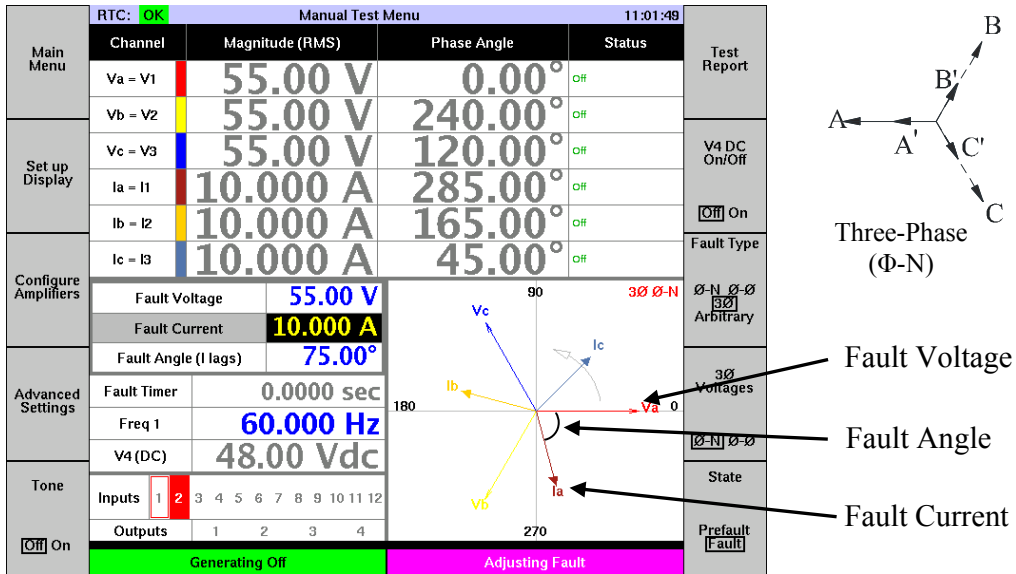 RTC: OK Manual Test Menu 11:01:49
Main Menu
Set up Display
Configure Amplifiers
Advanced Settings
Tone
Off On
Channel Magnitude (RMS) Phase Angle Status
Va = V1 55.00 V 0.00° Off
Vb = V2 55.00 V 240.00° Off
Vc = V3 55.00 V 120.00° Off
Ia = I1 10.000 A 285.00° Off
Ib = I2 10.000 A 165.00° Off
Ic = I3 10.000 A 45.00° Off
Fault Voltage 55.00 V
Fault Current 10.000 A
Fault Angle (I lags) 75.00°
Fault Timer 0.0000 sec
Freq 1 60.000 Hz
V4 (DC) 48.00 Vdc
Inputs 1 2 3 4 5 6 7 8 9 10 11 12
Outputs 1 2 3 4
Generating Off
Adjusting Fault
90
3Ø Ø-N
Vc
Ic
Ib
180
Va 0
Ia
Vb
270
Test Report
V4 DC On/Off
Off On
Fault Type
Ø-N Ø-Ø
3Ø
Arbitrary
3Ø
Voltages
Ø-N Ø-Ø
State
Prefault
Fault
B
B'
A
A'
C'
C
Three-Phase
(Φ-N)
Fault Voltage
Fault Angle
Fault Current